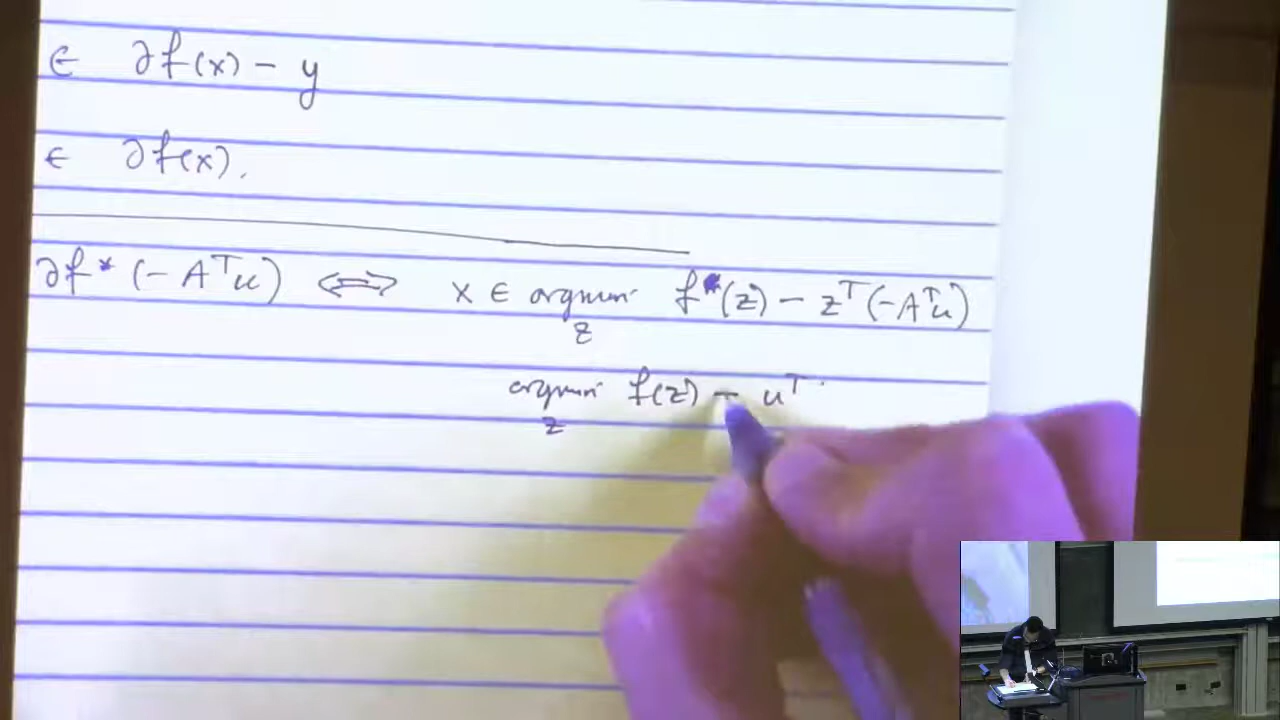 ∈ ∂f(x) - y
∈ ∂f(x).
∂f*(-Aᵀu) ⟺ x ∈ argmin f*(z) - zᵀ(-Aᵀu)
z
argmin f(z) - uᵀ
z